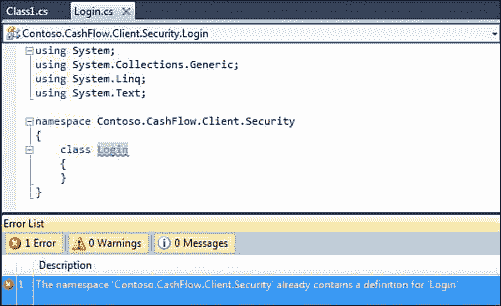 Class1.cs Login.cs
Contoso.CashFlow.Client.Security.Login
using System;
using System.Collections.Generic;
using System.Linq;
using System.Text;
namespace Contoso.CashFlow.Client.Security
{
class Login
{
}
}
Error List
1 Error 0 Warnings 0 Messages
Description
1 The namespace 'Contoso.CashFlow.Client.Security' already contains a definition for 'Login'